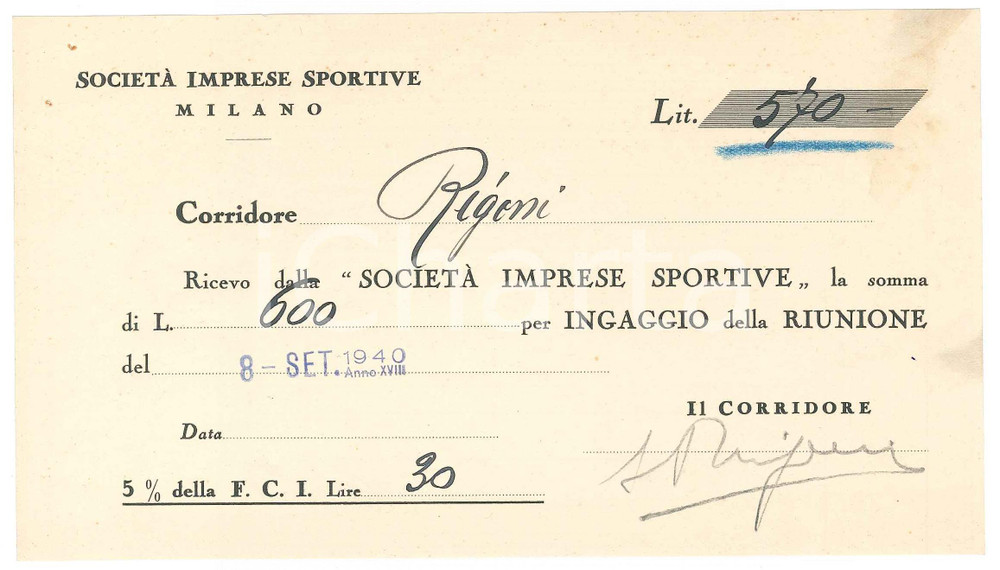 SOCIETÀ IMPRESE SPORTIVE
MILANO
Lit. 570 —
Corridore Rigoni
Ricevo dalla “SOCIETÀ IMPRESE SPORTIVE„ la somma
di L. 600 per INGAGGIO della RIUNIONE
del 8 - SET. 1940 Anno XVIII
Il CORRIDORE
Data
5 % della F. C. I. Lire 30
iCharta